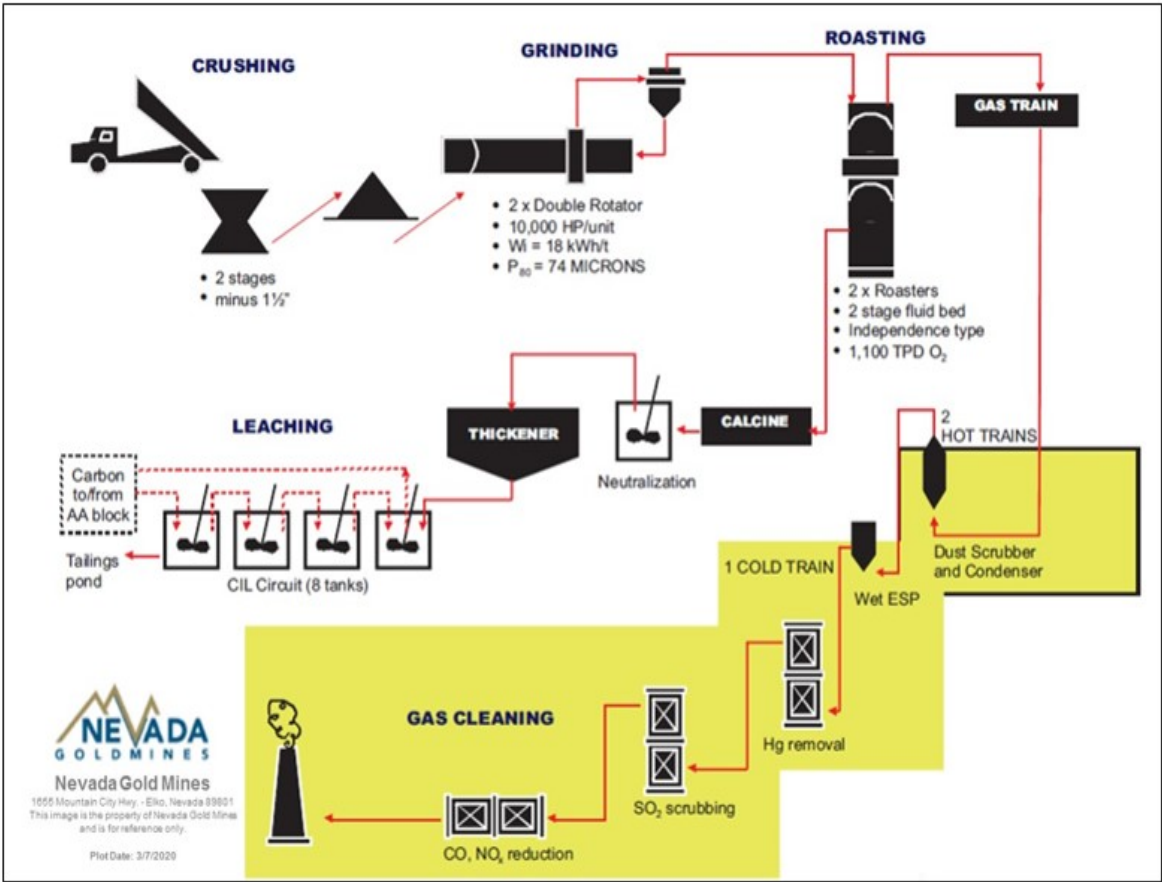 CRUSHING
GRINDING
ROASTING
GAS TRAIN
• 2 stages
• minus 1½"
• 2 x Double Rotator
• 10,000 HP/unit
• Wi = 18 kWh/t
• P₈₀ = 74 MICRONS
• 2 x Roasters
• 2 stage fluid bed
• Independence type
• 1,100 TPD O₂
LEACHING
THICKENER
CALCINE
Neutralization
2
HOT TRAINS
Carbon
to/from
AA block
Tailings
pond
CIL Circuit (8 tanks)
Dust Scrubber
and Condenser
1 COLD TRAIN
Wet ESP
GAS CLEANING
Hg removal
SO₂ scrubbing
CO, NOₓ reduction
NEVADA
GOLDMINES
Nevada Gold Mines
1655 Mountain City Hwy. - Elko, Nevada 89801
This image is the property of Nevada Gold Mines
and is for reference only.
Plot Date: 3/7/2020